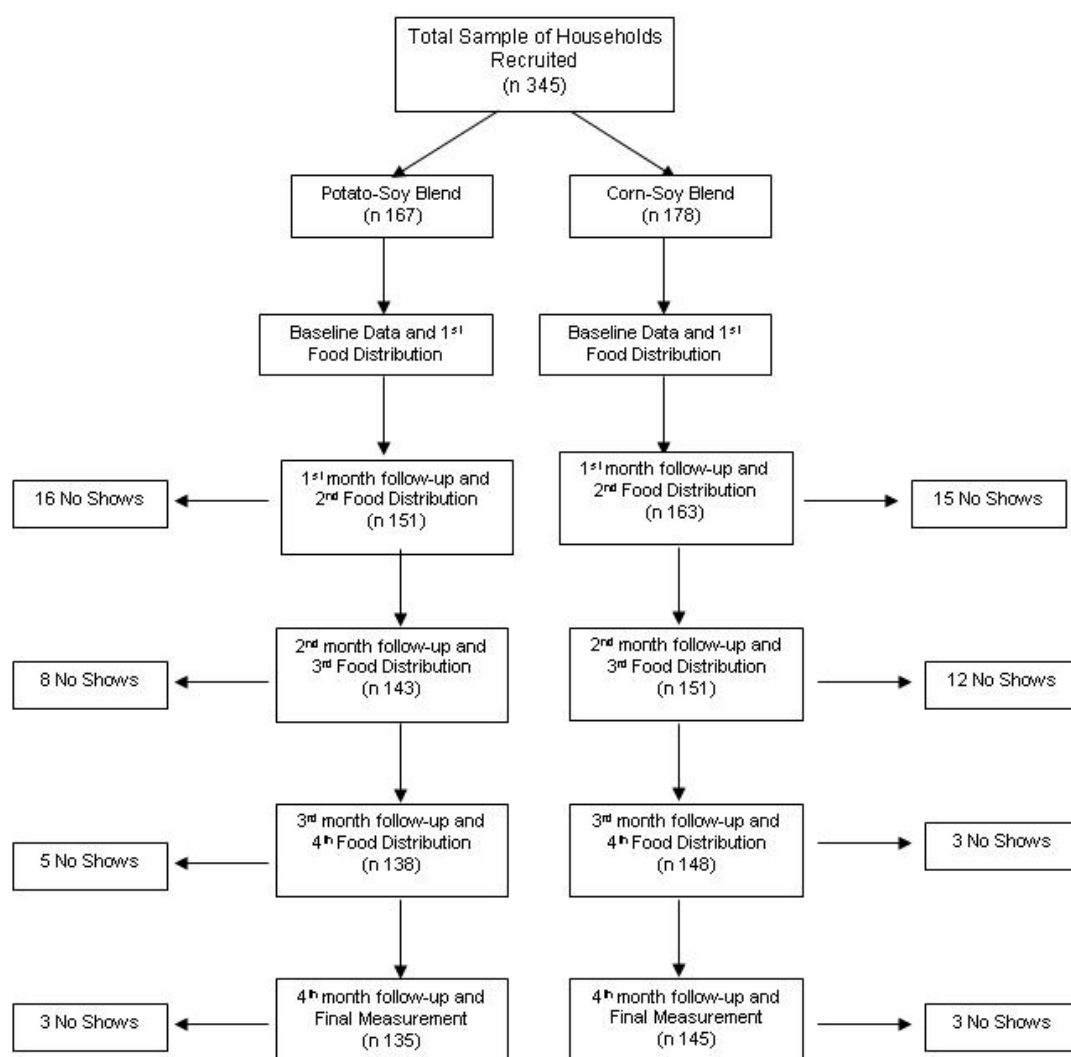 Total Sample of Households
Recruited
(n 345)
Potato-Soy Blend
(n 167)
Corn-Soy Blend
(n 178)
Baseline Data and 1st
Food Distribution
Baseline Data and 1st
Food Distribution
16 No Shows
1st month follow-up and
2nd Food Distribution
(n 151)
1st month follow-up and
2nd Food Distribution
(n 163)
15 No Shows
8 No Shows
2nd month follow-up and
3rd Food Distribution
(n 143)
2nd month follow-up and
3rd Food Distribution
(n 151)
12 No Shows
5 No Shows
3rd month follow-up and
4th Food Distribution
(n 138)
3rd month follow-up and
4th Food Distribution
(n 148)
3 No Shows
3 No Shows
4th month follow-up and
Final Measurement
(n 135)
4th month follow-up and
Final Measurement
(n 145)
3 No Shows